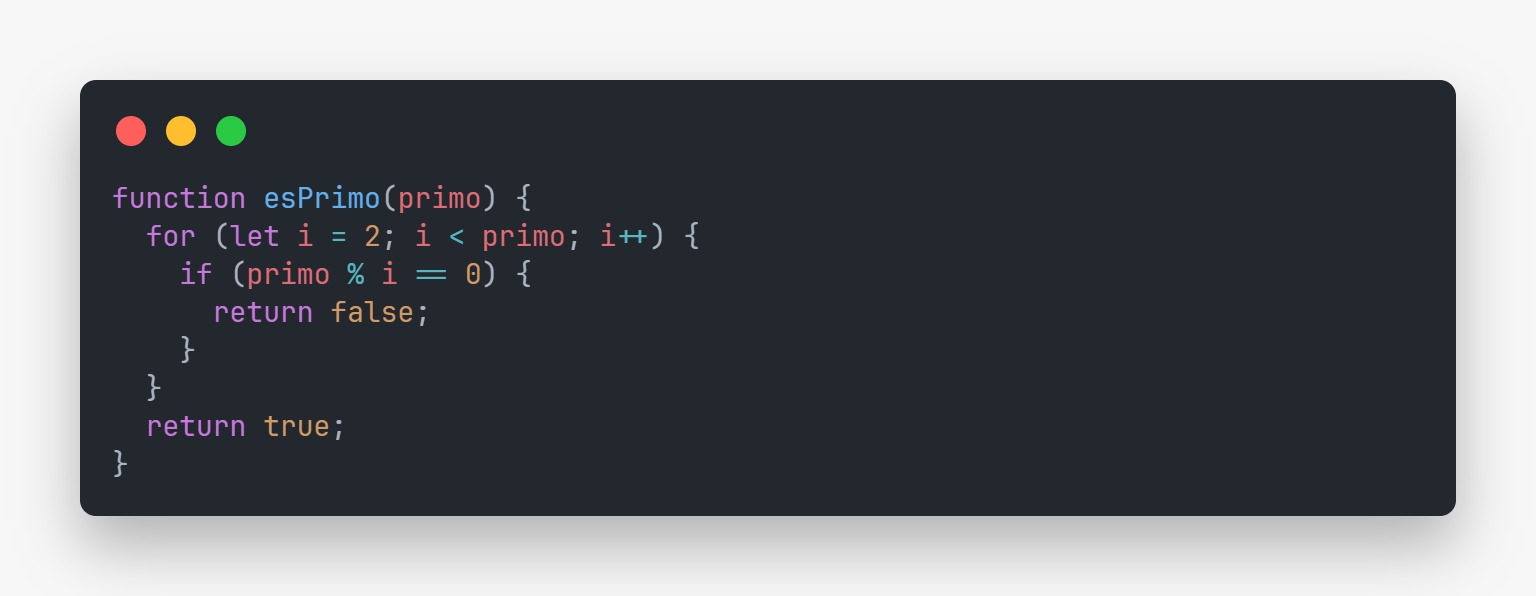 function esPrimo(primo) {
  for (let i = 2; i < primo; i++) {
    if (primo % i == 0) {
      return false;
    }
  }
  return true;
}